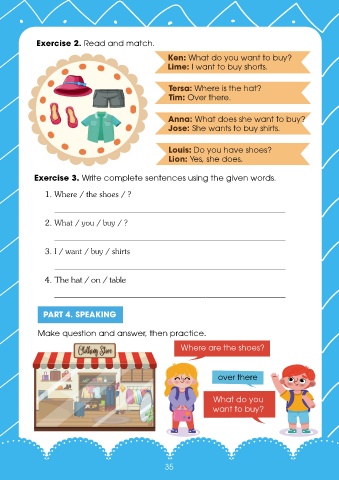 Exercise 2. Read and match.
Ken: What do you want to buy?
Lime: I want to buy shorts.
Tersa: Where is the hat?
Tim: Over there.
Anna: What does she want to buy?
Jose: She wants to buy shirts.
Louis: Do you have shoes?
Lion: Yes, she does.
Exercise 3. Write complete sentences using the given words.
1. Where / the shoes / ?
2. What / you / buy / ?
3. I / want / buy / shirts
4. The hat / on / table
PART 4. SPEAKING
Make question and answer, then practice.
Clothing Store
Where are the shoes?
over there
What do you
want to buy?
35